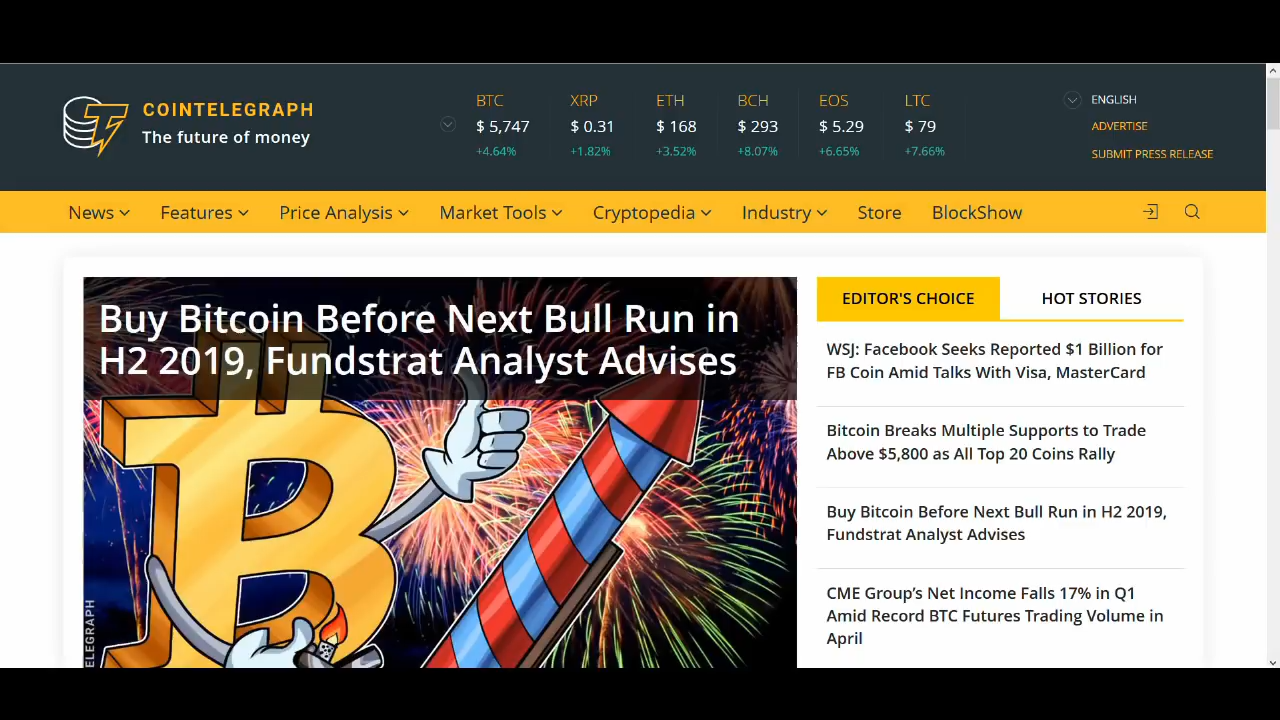 COINTELEGRAPH
The future of money
BTC XRP ETH BCH EOS LTC
$ 5,747 $ 0.31 $ 168 $ 293 $ 5.29 $ 79
+4.64% +1.82% +3.52% +8.07% +6.65% +7.66%
ENGLISH
ADVERTISE
SUBMIT PRESS RELEASE
News Features Price Analysis Market Tools Cryptopedia Industry Store BlockShow
Buy Bitcoin Before Next Bull Run in
H2 2019, Fundstrat Analyst Advises
ELEGRAPH
EDITOR'S CHOICE HOT STORIES
WSJ: Facebook Seeks Reported $1 Billion for
FB Coin Amid Talks With Visa, MasterCard
Bitcoin Breaks Multiple Supports to Trade
Above $5,800 as All Top 20 Coins Rally
Buy Bitcoin Before Next Bull Run in H2 2019,
Fundstrat Analyst Advises
CME Group’s Net Income Falls 17% in Q1
Amid Record BTC Futures Trading Volume in
April